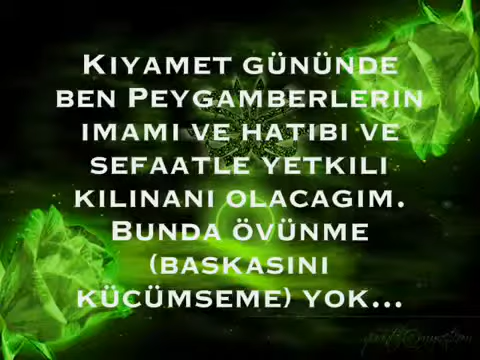 KIYAMET GÜNÜNDE
BEN PEYGAMBERLERIN
IMAMI VE HATIBI VE
SEFAATLE YETKILI
KILINANI OLACAGIM.
BUNDA ÖVÜNME
(BASKASINI
KÜCÜMSEME) YOK...